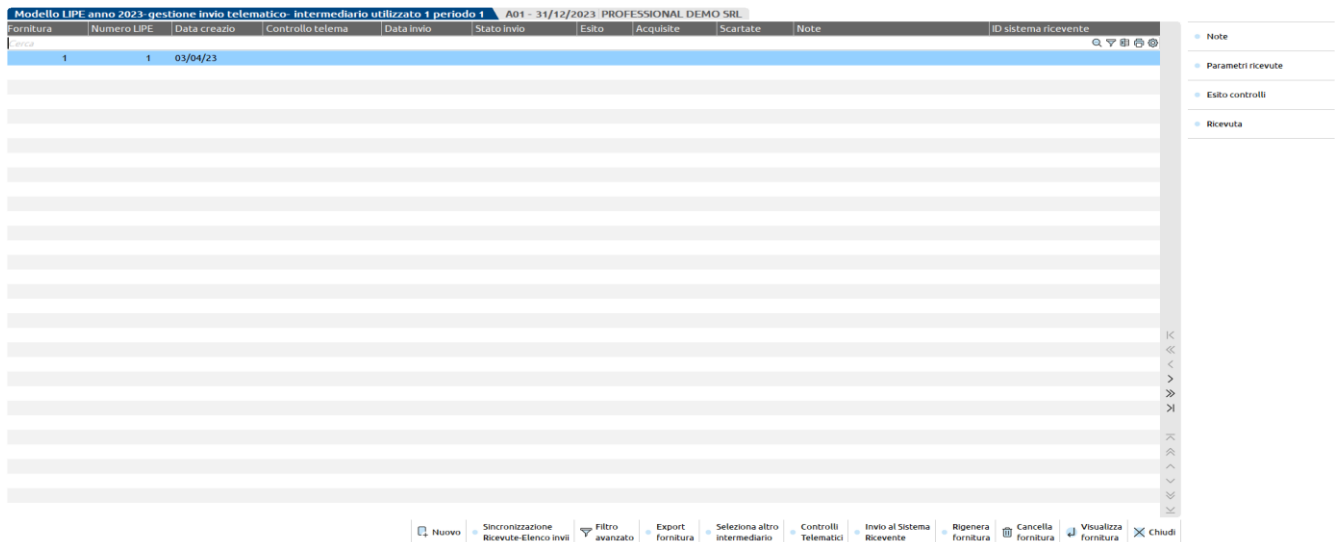 Modello LIPE anno 2023-gestione invio telematico- intermediario utilizzato 1 periodo 1 A01 - 31/12/2023 PROFESSIONAL DEMO SRL
Fornitura Numero LIPE Data creazio Controllo telema Data invio Stato invio Esito Acquisite Scartate Note ID sistema ricevente
Cerca
1 1 03/04/23
Note
Parametri ricevute
Esito controlli
Ricevuta
Nuovo
Sincronizzazione
Ricevute-Elenco invii
Filtro
avanzato
Export
fornitura
Seleziona altro
intermediario
Controlli
Telematici
Invio al Sistema
Ricevente
Rigenera
fornitura
Cancella
fornitura
Visualizza
fornitura
Chiudi